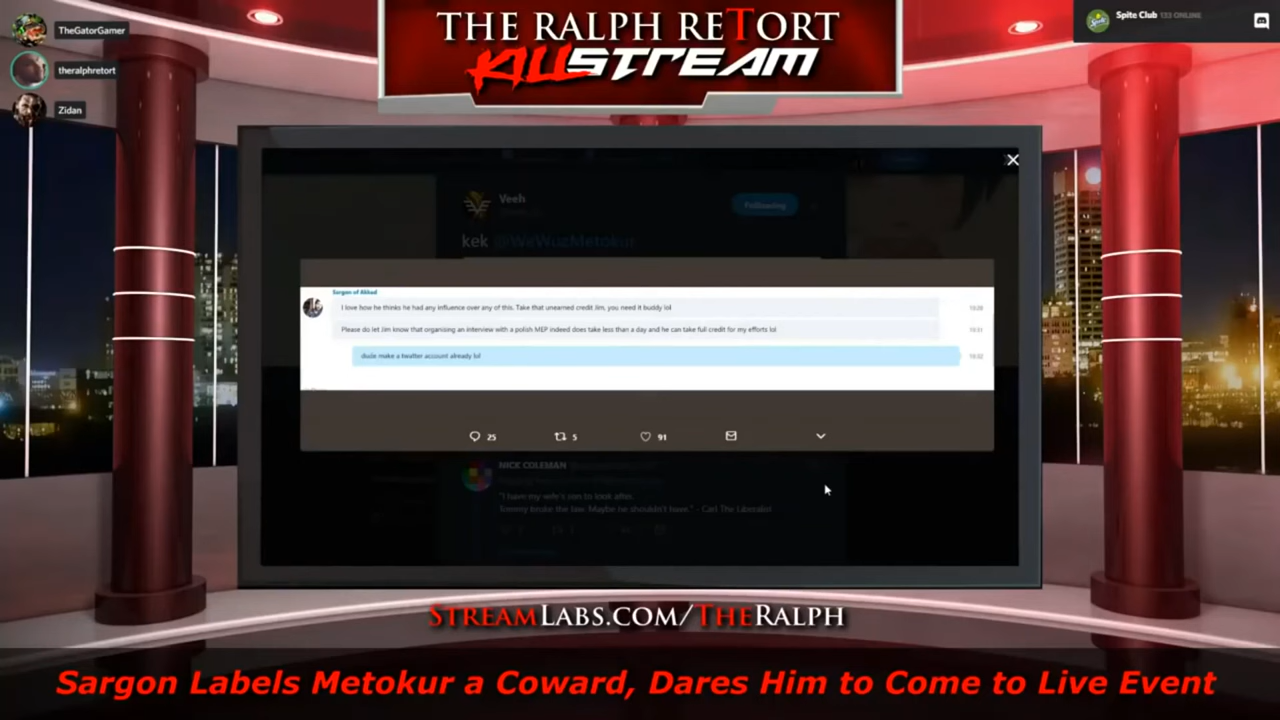 THE RALPH RETORT
KILLSTREAM
TheGatorGamer
theralphretort
Zidan
Spite Club 133 ONLINE
Veeh
Following
kek @WeWuzMetokur
Sargon of Akkad
I love how he thinks he had any influence over any of this. Take that unearned credit Jim, you need it buddy lol
Please do let Jim know that organising an interview with a polish MEP indeed does take less than a day and he can take full credit for my efforts lol
dude make a twatter account already lol
25
5
91
NICK COLEMAN
"I have my wife's son to look after.
Tommy broke the law. Maybe he shouldn't have." - Carl The Liberalist
STREAMLABS.COM/THERALPH
Sargon Labels Metokur a Coward, Dares Him to Come to Live Event